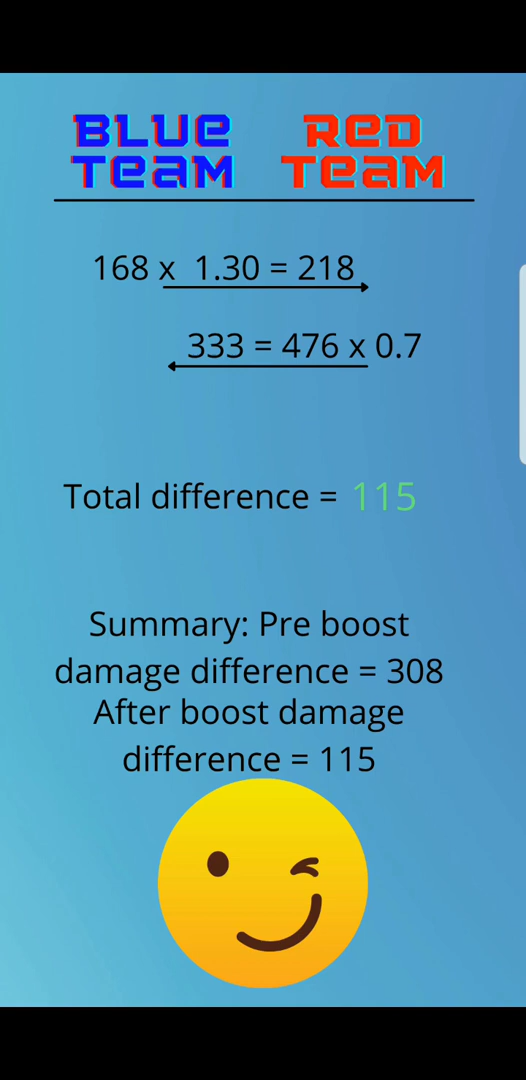 BLUE TEAM
RED TEAM
168 x 1.30 = 218
333 = 476 x 0.7
Total difference = 115
Summary: Pre boost
damage difference = 308
After boost damage
difference = 115